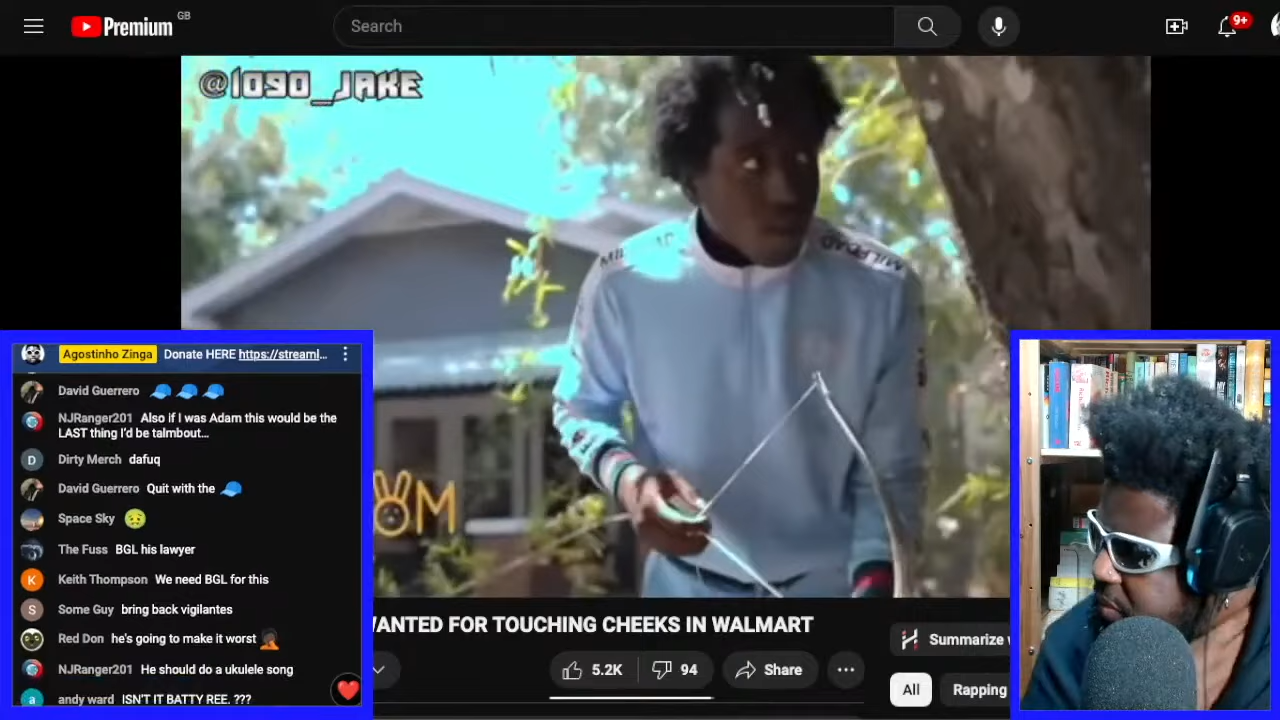 Premium GB
Search
9+
@1090_JAKE
MILFDAD
OM
Agostinho Zinga Donate HERE https://streaml...
David Guerrero
NJRanger201 Also if I was Adam this would be the
LAST thing I'd be talmbout...
Dirty Merch dafuq
David Guerrero Quit with the
Space Sky
The Fuss BGL his lawyer
Keith Thompson We need BGL for this
Some Guy bring back vigilantes
Red Don he's going to make it worst
NJRanger201 He should do a ukulele song
andy ward ISN'T IT BATTY REE. ???
WANTED FOR TOUCHING CHEEKS IN WALMART
5.2K
94
Share
Summarize
All
Rapping